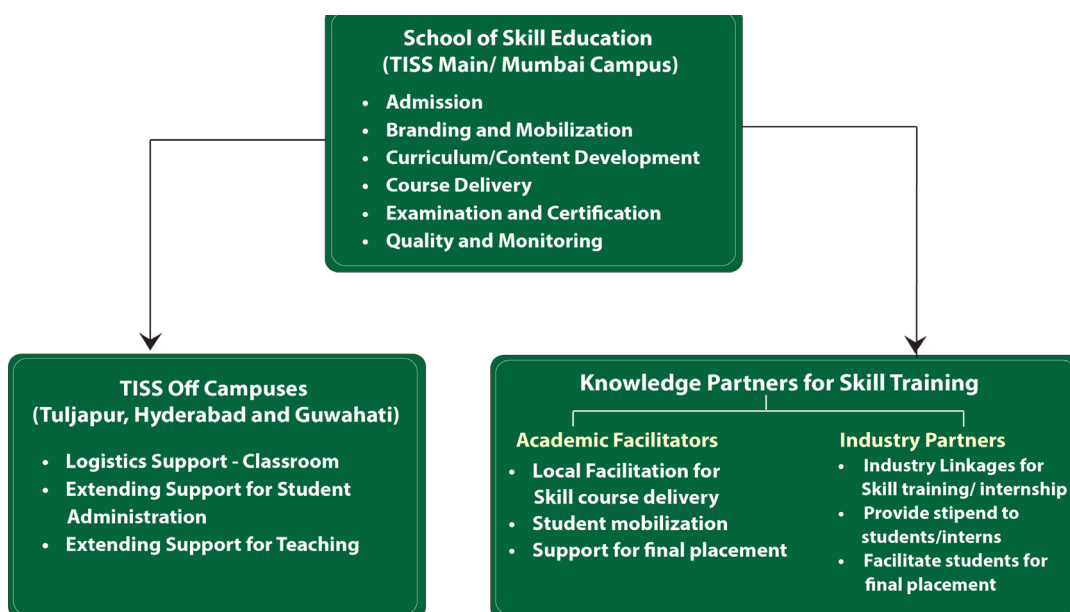 School of Skill Education
(TISS Main/ Mumbai Campus)
• Admission
• Branding and Mobilization
• Curriculum/Content Development
• Course Delivery
• Examination and Certification
• Quality and Monitoring
TISS Off Campuses
(Tuljapur, Hyderabad and Guwahati)
• Logistics Support - Classroom
• Extending Support for Student
Administration
• Extending Support for Teaching
Knowledge Partners for Skill Training
Academic Facilitators
• Local Facilitation for
Skill course delivery
• Student mobilization
• Support for final placement
Industry Partners
• Industry Linkages for
Skill training/ internship
• Provide stipend to
students/interns
• Facilitate students for
final placement